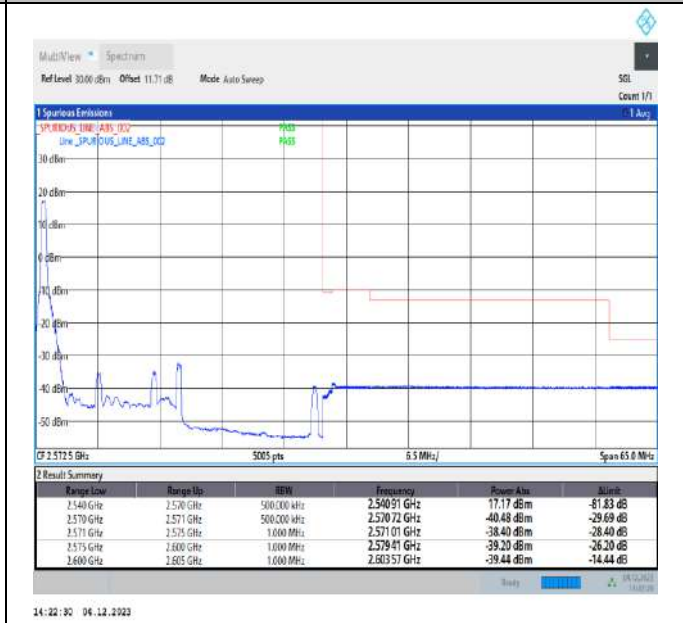 MultiView Spectrum
Ref Level 30.00 dBm Offset 11.71 dB Mode Auto Sweep SGL
Count 1/1
1 Spurious Emissions 1 Avg
_SPURIOUS_LINE_ABS_002 PASS
Line _SPURIOUS_LINE_ABS_002 PASS
30 dBm
20 dBm
10 dBm
0 dBm
-10 dBm
-20 dBm
-30 dBm
-40 dBm
-50 dBm
CF 2.5725 GHz 5005 pts 6.5 MHz/ Span 65.0 MHz
2 Result Summary
Range Low Range Up RBW Frequency Power Abs ΔLimit
2.540 GHz 2.570 GHz 500.000 kHz 2.54091 GHz 17.17 dBm -81.83 dB
2.570 GHz 2.571 GHz 500.000 kHz 2.57072 GHz -40.48 dBm -29.69 dB
2.571 GHz 2.575 GHz 1.000 MHz 2.57101 GHz -38.40 dBm -28.40 dB
2.575 GHz 2.600 GHz 1.000 MHz 2.57941 GHz -39.20 dBm -26.20 dB
2.600 GHz 2.605 GHz 1.000 MHz 2.60357 GHz -39.44 dBm -14.44 dB
Ready 04.12.2023
14:22:30 04.12.2023